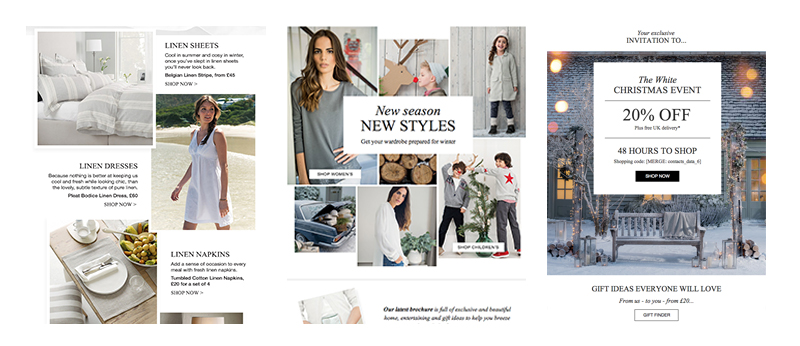 LINEN SHEETS
Cool in summer and cosy in winter,
once you've slept in linen sheets
you'll never look back.
Belgian Linen Stripe, from £45
SHOP NOW >
LINEN DRESSES
Because nothing is better at keeping us
cool and fresh while looking chic, than
the lovely, subtle texture of pure linen.
Pleat Bodice Linen Dress, £60
SHOP NOW >
LINEN NAPKINS
Add a sense of occasion to every
meal with fresh linen napkins.
Tumbled Cotton Linen Napkins,
£20 for a set of 4
SHOP NOW >
New season
NEW STYLES
Get your wardrobe prepared for winter
SHOP WOMEN'S
SHOP CHILDREN'S
Our latest brochure is full of exclusive and beautiful
home, entertaining and gift ideas to help you breeze
Your exclusive
INVITATION TO...
The White
CHRISTMAS EVENT
20% OFF
Plus free UK delivery*
48 HOURS TO SHOP
Shopping code: [MERGE: contacts_data_6]
SHOP NOW
GIFT IDEAS EVERYONE WILL LOVE
From us - to you - from £20...
GIFT FINDER